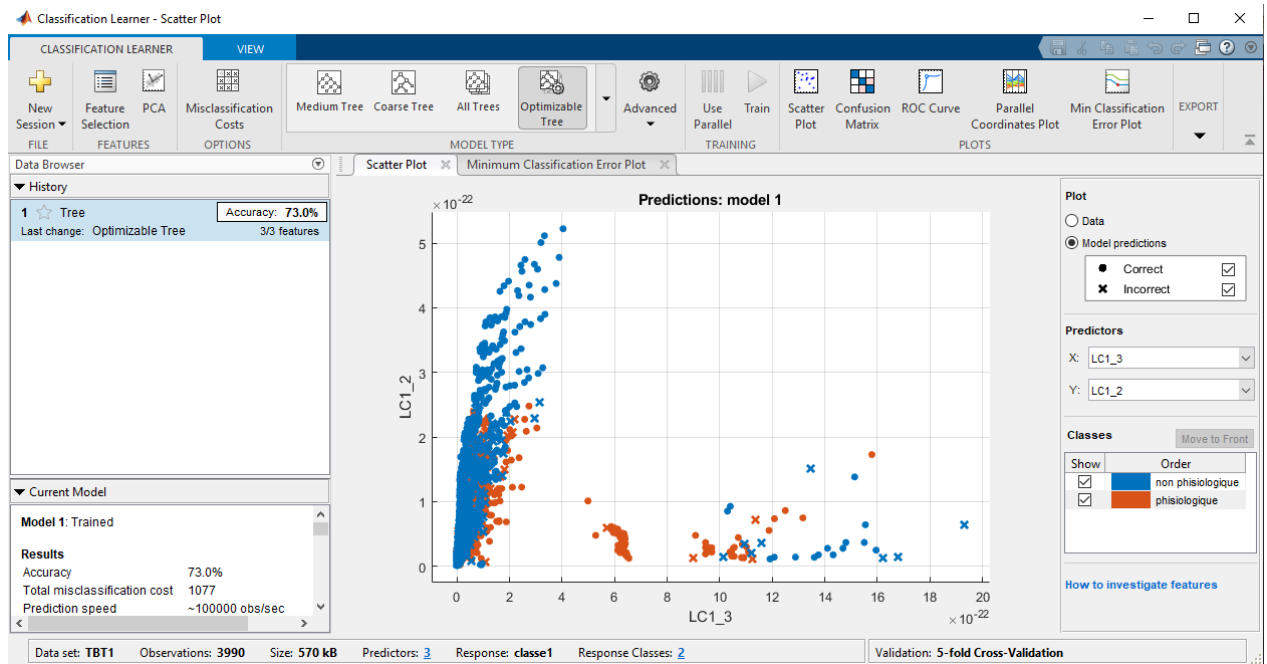 Classification Learner - Scatter Plot
CLASSIFICATION LEARNER VIEW
New Session
Feature Selection
PCA
Misclassification Costs
Medium Tree
Coarse Tree
All Trees
Optimizable Tree
Advanced
Use Parallel
Train
Scatter Plot
Confusion Matrix
ROC Curve
Parallel Coordinates Plot
Min Classification Error Plot
EXPORT
FILE FEATURES OPTIONS MODEL TYPE TRAINING PLOTS
Data Browser
History
1 Tree Accuracy: 73.0%
Last change: Optimizable Tree 3/3 features
Current Model
Model 1: Trained
Results
Accuracy 73.0%
Total misclassification cost 1077
Prediction speed ~100000 obs/sec
Scatter Plot Minimum Classification Error Plot
Predictions: model 1
×10-22
5
4
3
2
1
0
LC1_2
0 2 4 6 8 10 12 14 16 18 20
LC1_3
×10-22
Plot
Data
Model predictions
Correct
Incorrect
Predictors
X: LC1_3
Y: LC1_2
Classes Move to Front
Show Order
non phisiologique
phisiologique
How to investigate features
Data set: TBT1 Observations: 3990 Size: 570 kB Predictors: 3 Response: classe1 Response Classes: 2 Validation: 5-fold Cross-Validation